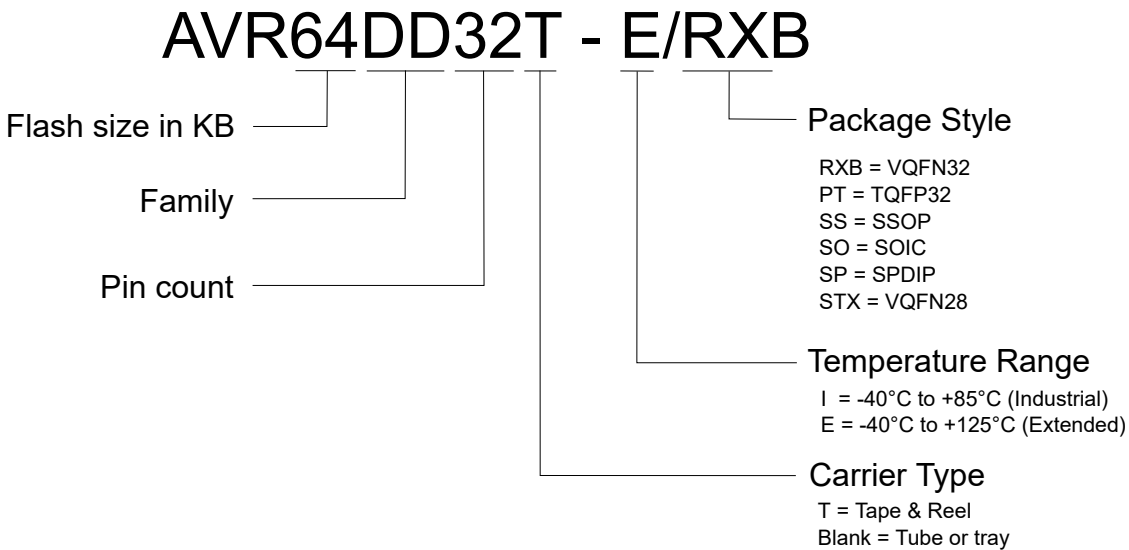 AVR64DD32T - E/RXB
Flash size in KB
Family
Pin count
Package Style
RXB = VQFN32
PT = TQFP32
SS = SSOP
SO = SOIC
SP = SPDIP
STX = VQFN28
Temperature Range
I = -40°C to +85°C (Industrial)
E = -40°C to +125°C (Extended)
Carrier Type
T = Tape & Reel
Blank = Tube or tray